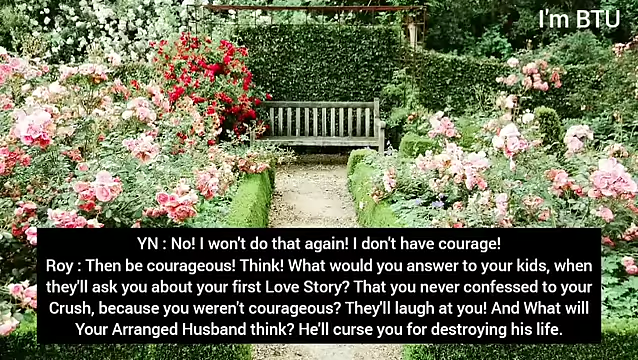 I'm BTU
YN : No! I won't do that again! I don't have courage!
Roy : Then be courageous! Think! What would you answer to your kids, when
they'll ask you about your first Love Story? That you never confessed to your
Crush, because you weren't courageous? They'll laugh at you! And What will
Your Arranged Husband think? He'll curse you for destroying his life.